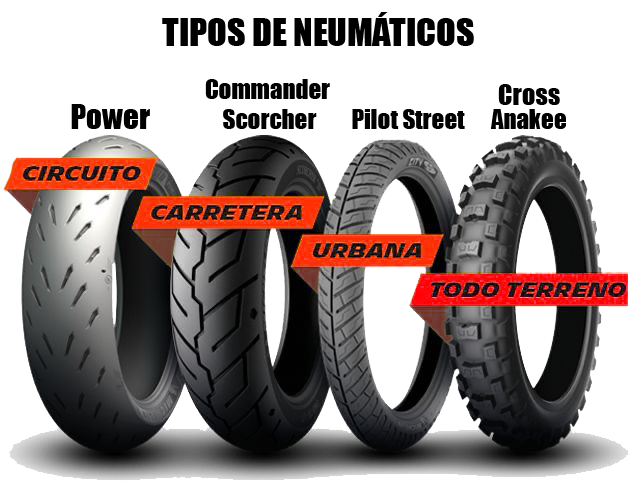 TIPOS DE NEUMÁTICOS
Power
Commander
Scorcher
Pilot Street
Cross
Anakee
CIRCUITO
CARRETERA
URBANA
TODO TERRENO